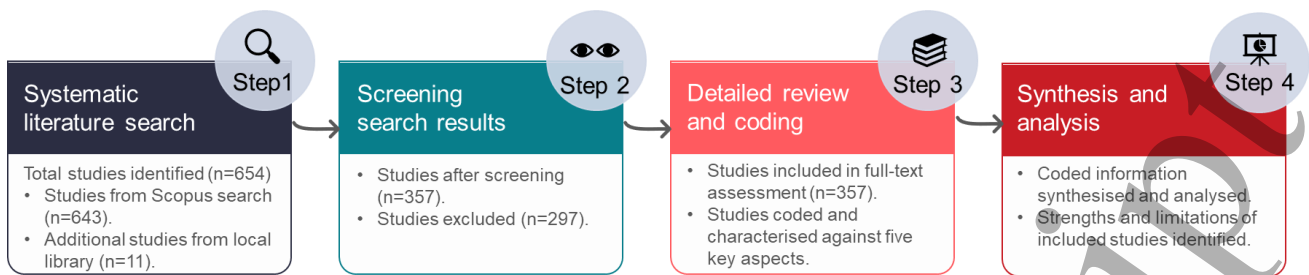 Step1
Systematic
literature search
Total studies identified (n=654)
• Studies from Scopus search
(n=643).
• Additional studies from local
library (n=11).
Step 2
Screening
search results
• Studies after screening
(n=357).
• Studies excluded (n=297).
Step 3
Detailed review
and coding
• Studies included in full-text
assessment (n=357).
• Studies coded and
characterised against five
key aspects.
Step 4
Synthesis and
analysis
• Coded information
synthesised and analysed.
• Strengths and limitations of
included studies identified.
ipt